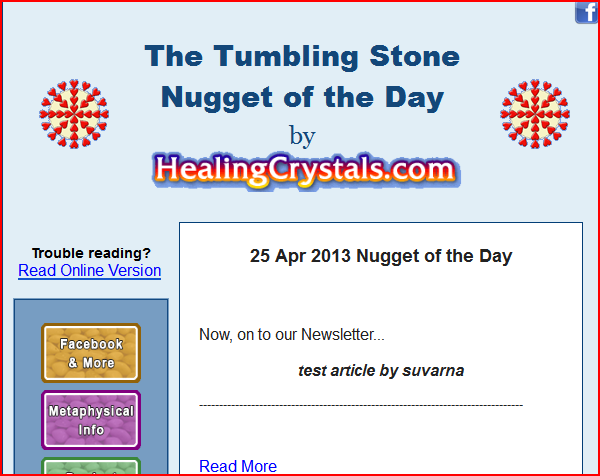 The Tumbling Stone
Nugget of the Day
by
HealingCrystals.com
Trouble reading?
Read Online Version
Facebook
& More
Metaphysical
Info
25 Apr 2013 Nugget of the Day
Now, on to our Newsletter...
test article by suvarna
------------------------------------------------------------------------------------
Read More